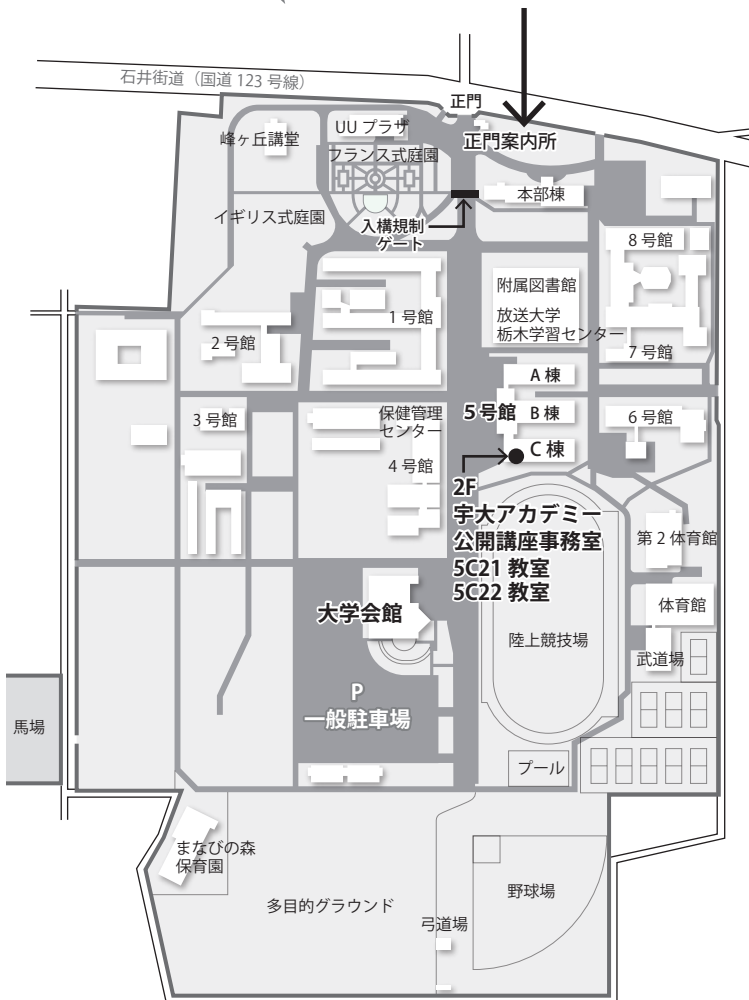 石井街道（国道 123 号線）
正門
正門案内所
峰ヶ丘講堂
UU プラザ
フランス式庭園
本部棟
イギリス式庭園
入構規制
ゲート
8 号館
附属図書館
放送大学
栃木学習センター
1 号館
2 号館
7 号館
A 棟
5 号館
B 棟
C 棟
保健管理
センター
3 号館
6 号館
4 号館
2F
宇大アカデミー
公開講座事務室
5C21 教室
5C22 教室
第 2 体育館
大学会館
体育館
陸上競技場
武道場
P
一般駐車場
馬場
プール
まなびの森
保育園
多目的グラウンド
野球場
弓道場